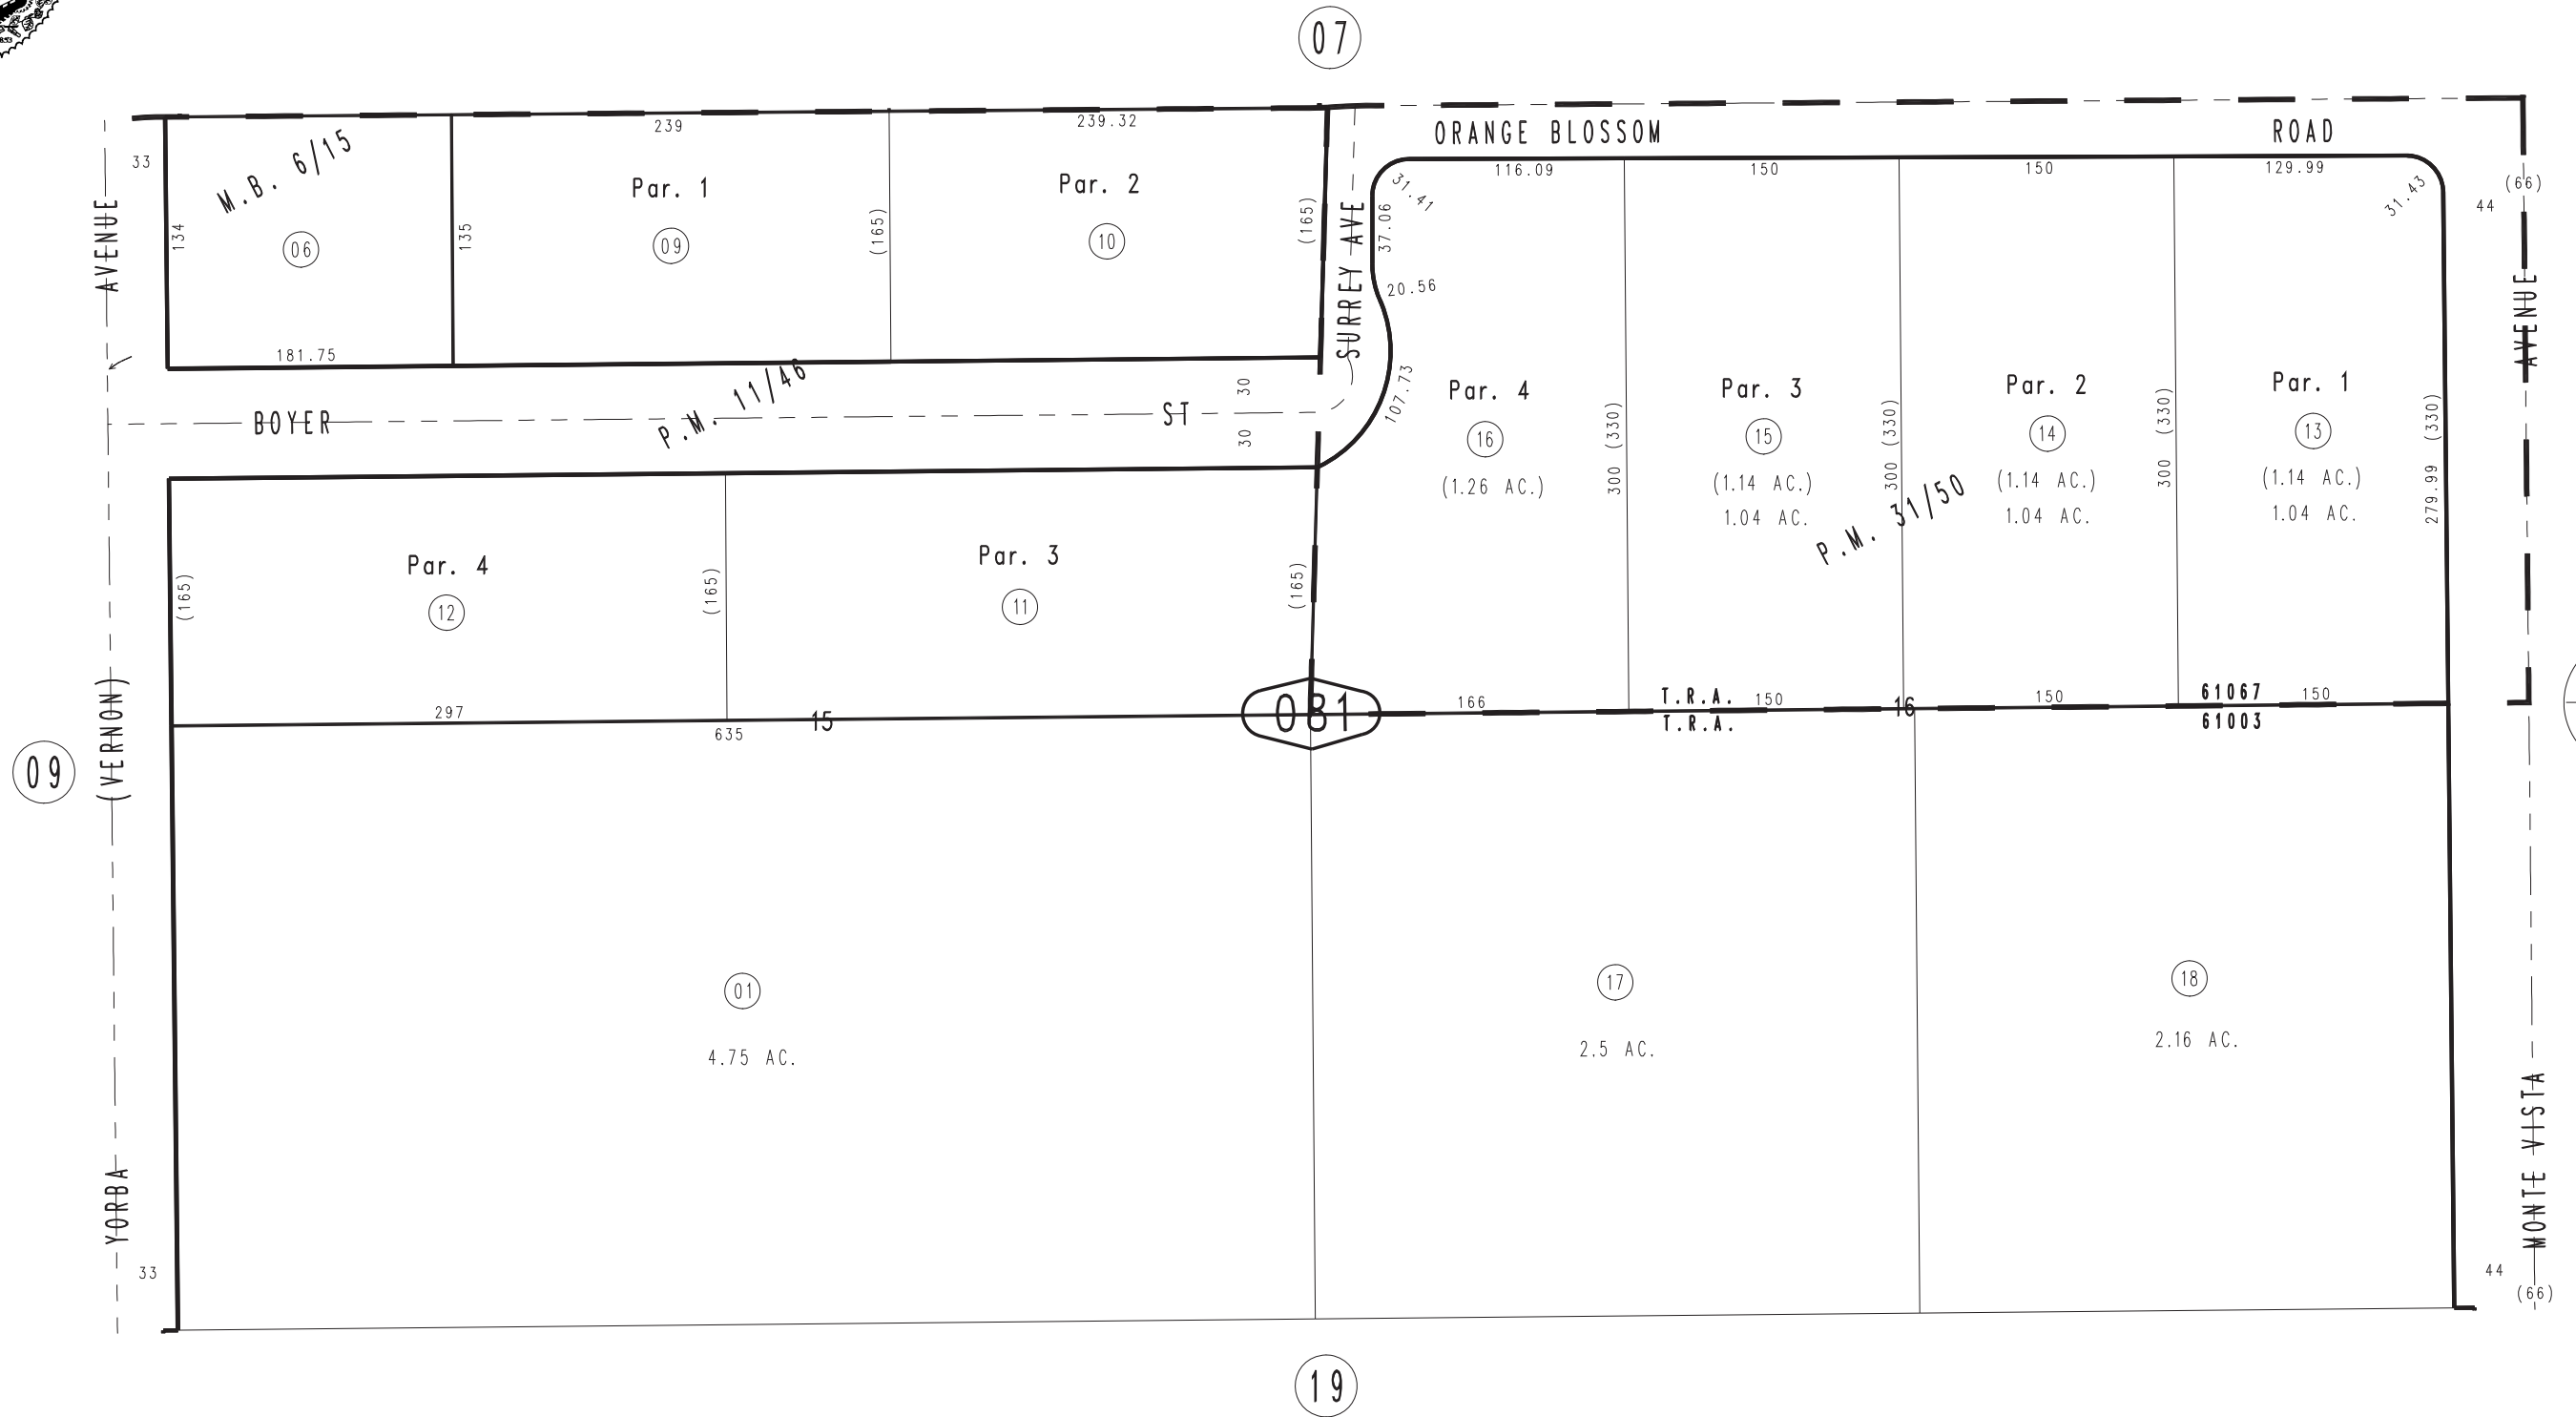 07
ORANGE BLOSSOM ROAD
239
239.32
116.09
150
150
129.99
33
M.B. 6/15
Par. 1
Par. 2
31.41
31.43
(66)
44
AVENUE
134
06
135
09
(165)
10
(165)
SURREY AVE
37.06
20.56
107.73
AVENUE
181.75
P.M. 11/46
BOYER ST
30
30
Par. 4
16
(1.26 AC.)
300 (330)
Par. 3
15
(1.14 AC.)
1.04 AC.
300 (330)
Par. 2
14
(1.14 AC.)
1.04 AC.
300 (330)
Par. 1
13
(1.14 AC.)
1.04 AC.
279.99 (330)
P.M. 31/50
(165)
Par. 4
12
(165)
Par. 3
11
(165)
297
15
635
081
166
T.R.A.
150
16
150
61067
150
T.R.A.
61003
09
(VERNON)
01
4.75 AC.
17
2.5 AC.
18
2.16 AC.
YORBA
MONTE VISTA
33
44
(66)
19